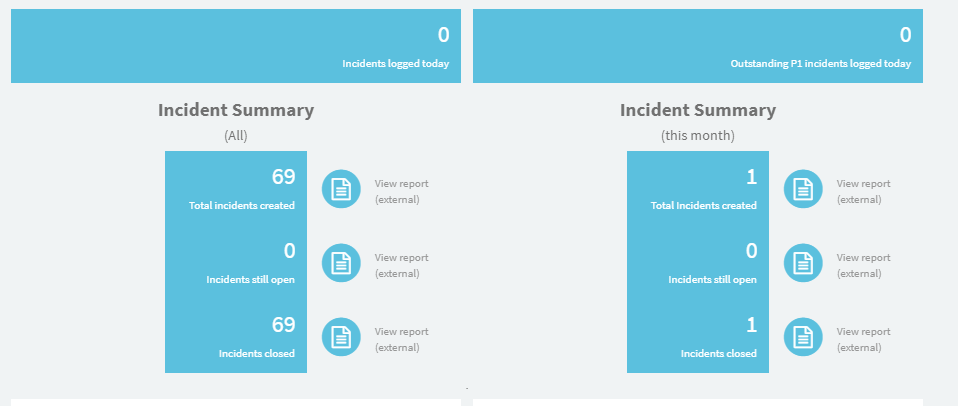 0
Incidents logged today
0
Outstanding P1 incidents logged today
Incident Summary
(All)
69
Total incidents created
View report
(external)
0
Incidents still open
View report
(external)
69
Incidents closed
View report
(external)
Incident Summary
(this month)
1
Total Incidents created
View report
(external)
0
Incidents still open
View report
(external)
1
Incidents closed
View report
(external)